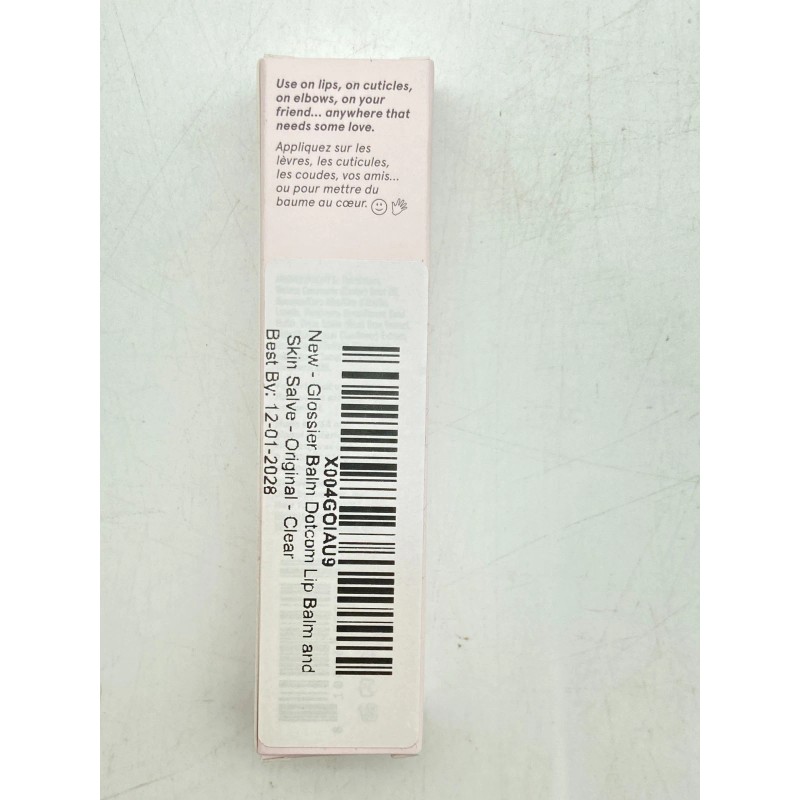 Use on lips, on cuticles,
on elbows, on your
friend... anywhere that
needs some love.
Appliquez sur les
lèvres, les cuticules,
les coudes, vos amis...
ou pour mettre du
baume au cœur.
X004GOIAU9
New - Glossier Balm Dotcom Lip Balm and
Skin Salve - Original - Clear
Best By: 12-01-2028